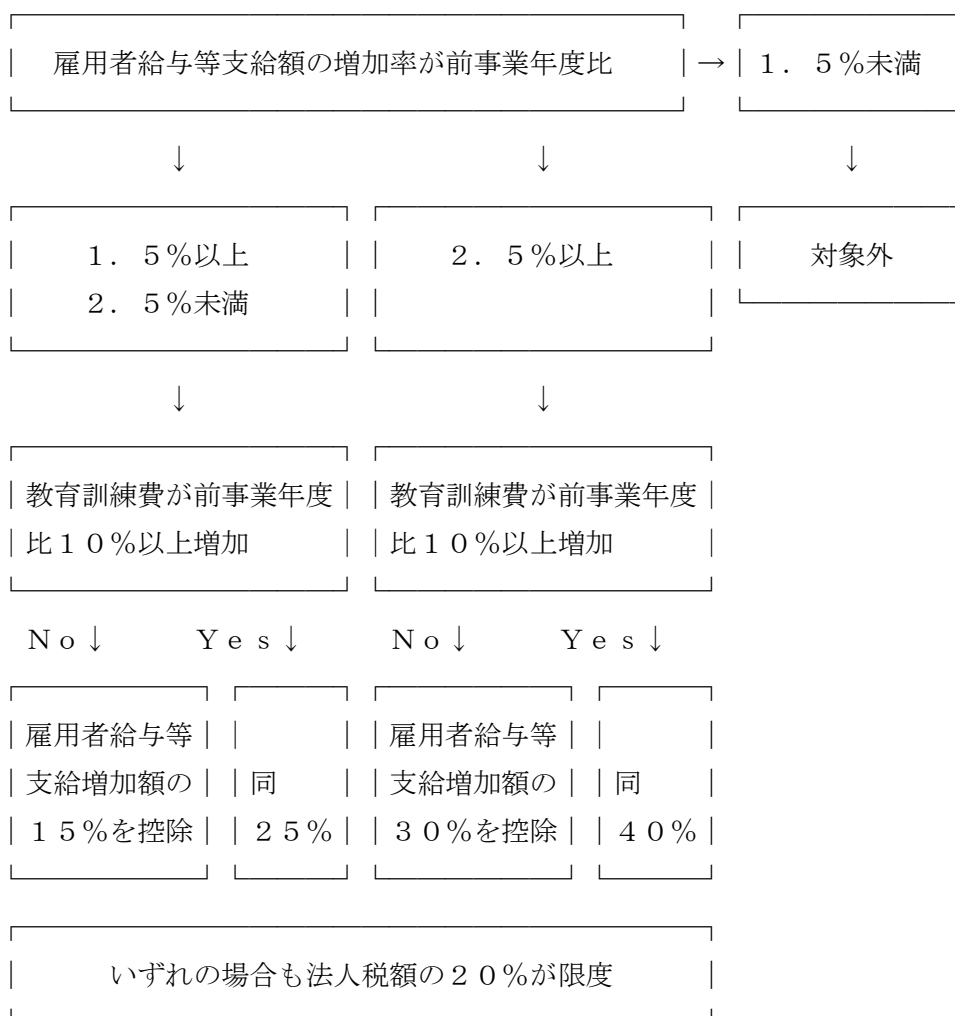 雇用者給与等支給額の増加率が前事業年度比 → 1．5％未満
↓ ↓ ↓
1．5％以上 2．5％以上 対象外
2．5％未満
↓ ↓
教育訓練費が前事業年度 教育訓練費が前事業年度
比10％以上増加 比10％以上増加
No↓ Yes↓ No↓ Yes↓
雇用者給与等 雇用者給与等
支給増加額の 同 支給増加額の 同
15％を控除 25％ 30％を控除 40％
いずれの場合も法人税額の20％が限度